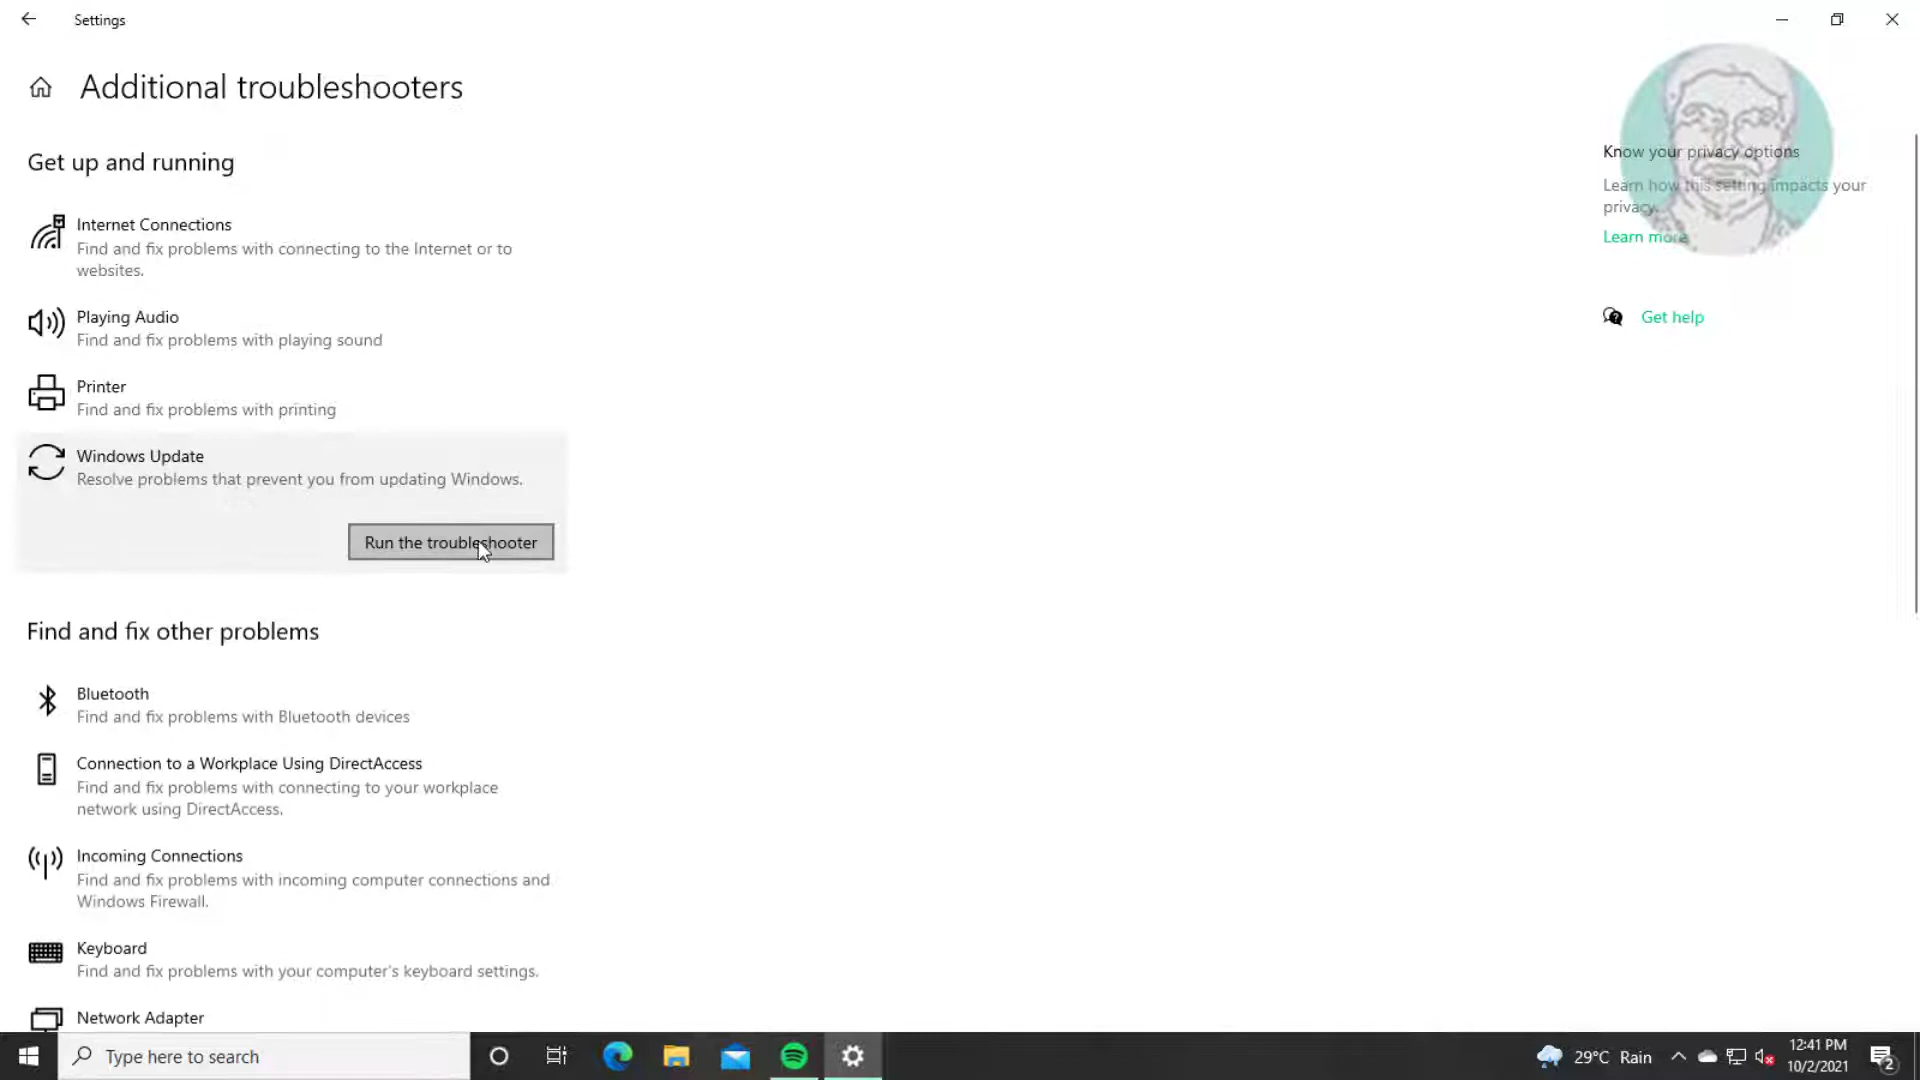 Settings
Additional troubleshooters
Get up and running
Internet Connections
Find and fix problems with connecting to the Internet or to
websites.
Playing Audio
Find and fix problems with playing sound
Printer
Find and fix problems with printing
Windows Update
Resolve problems that prevent you from updating Windows.
Run the troubleshooter
Find and fix other problems
Bluetooth
Find and fix problems with Bluetooth devices
Connection to a Workplace Using DirectAccess
Find and fix problems with connecting to your workplace
network using DirectAccess.
Incoming Connections
Find and fix problems with incoming computer connections and
Windows Firewall.
Keyboard
Find and fix problems with your computer's keyboard settings.
Network Adapter
Know your privacy options
Learn how this setting impacts your
privacy.
Learn more
Get help
Type here to search
29°C Rain
12:41 PM
10/2/2021
2